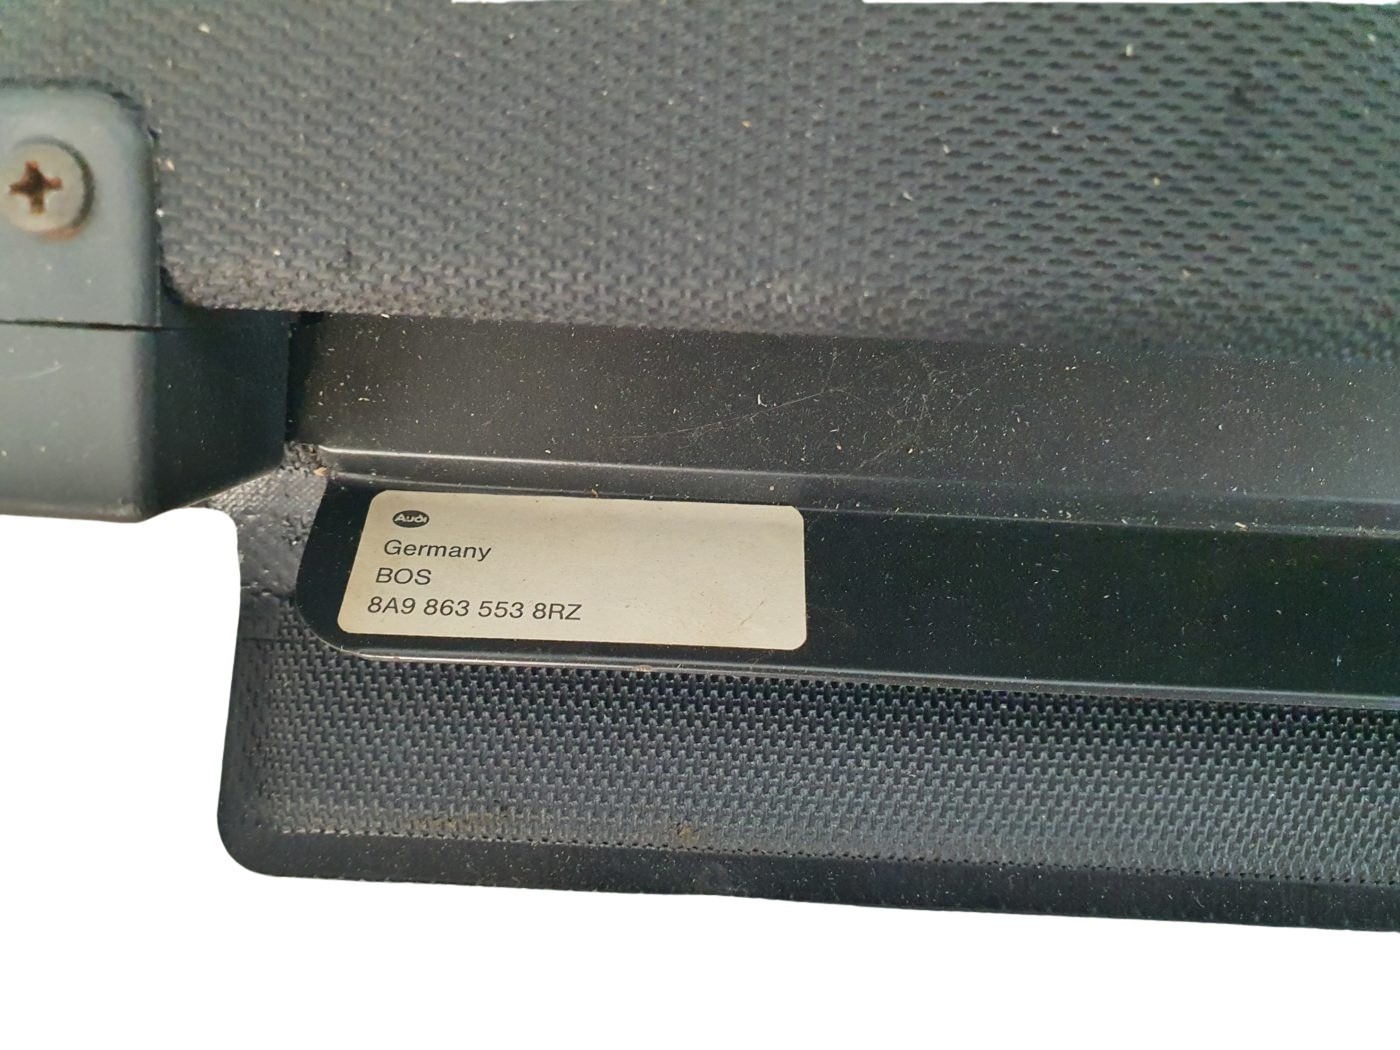 Audi
Germany
BOS
8A9 863 553 8RZ